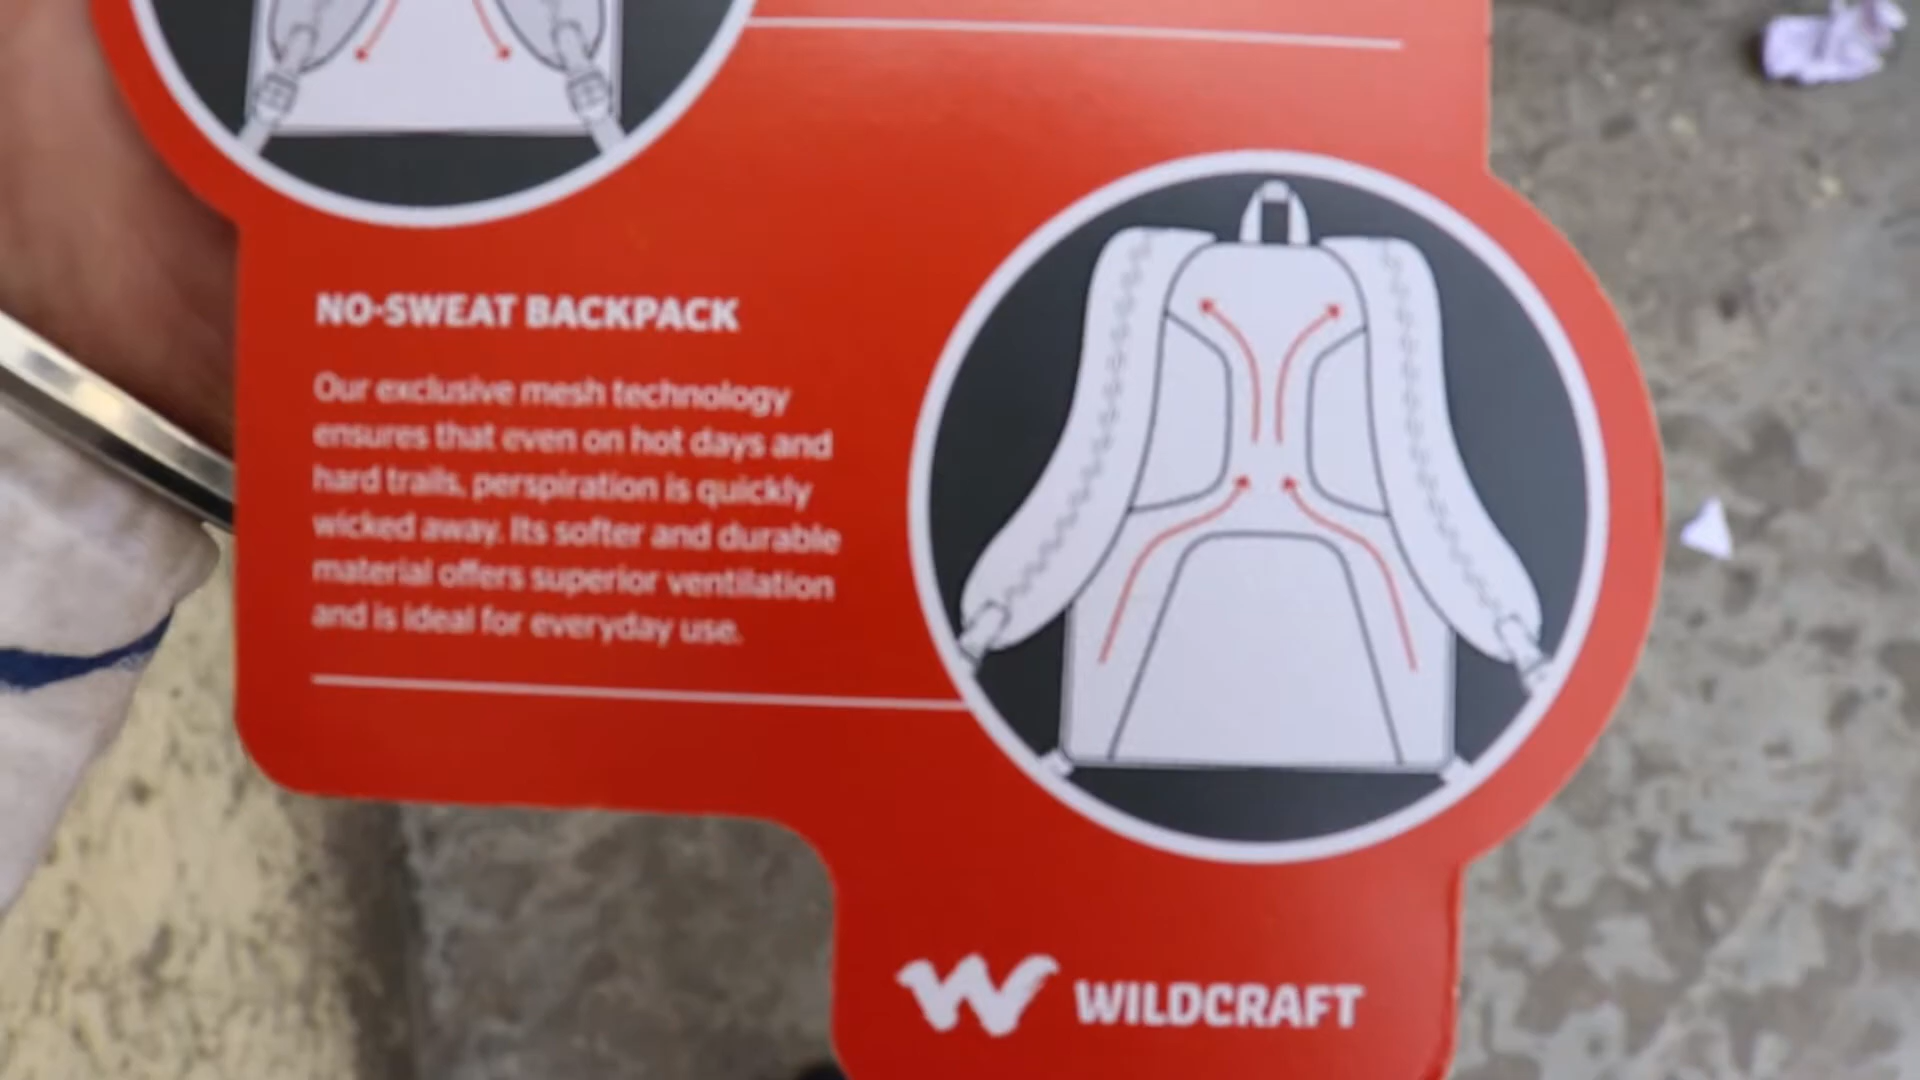 NO-SWEAT BACKPACK
Our exclusive mesh technology
ensures that even on hot days and
hard trails, perspiration is quickly
wicked away. Its softer and durable
material offers superior ventilation
and is ideal for everyday use.
WILDCRAFT